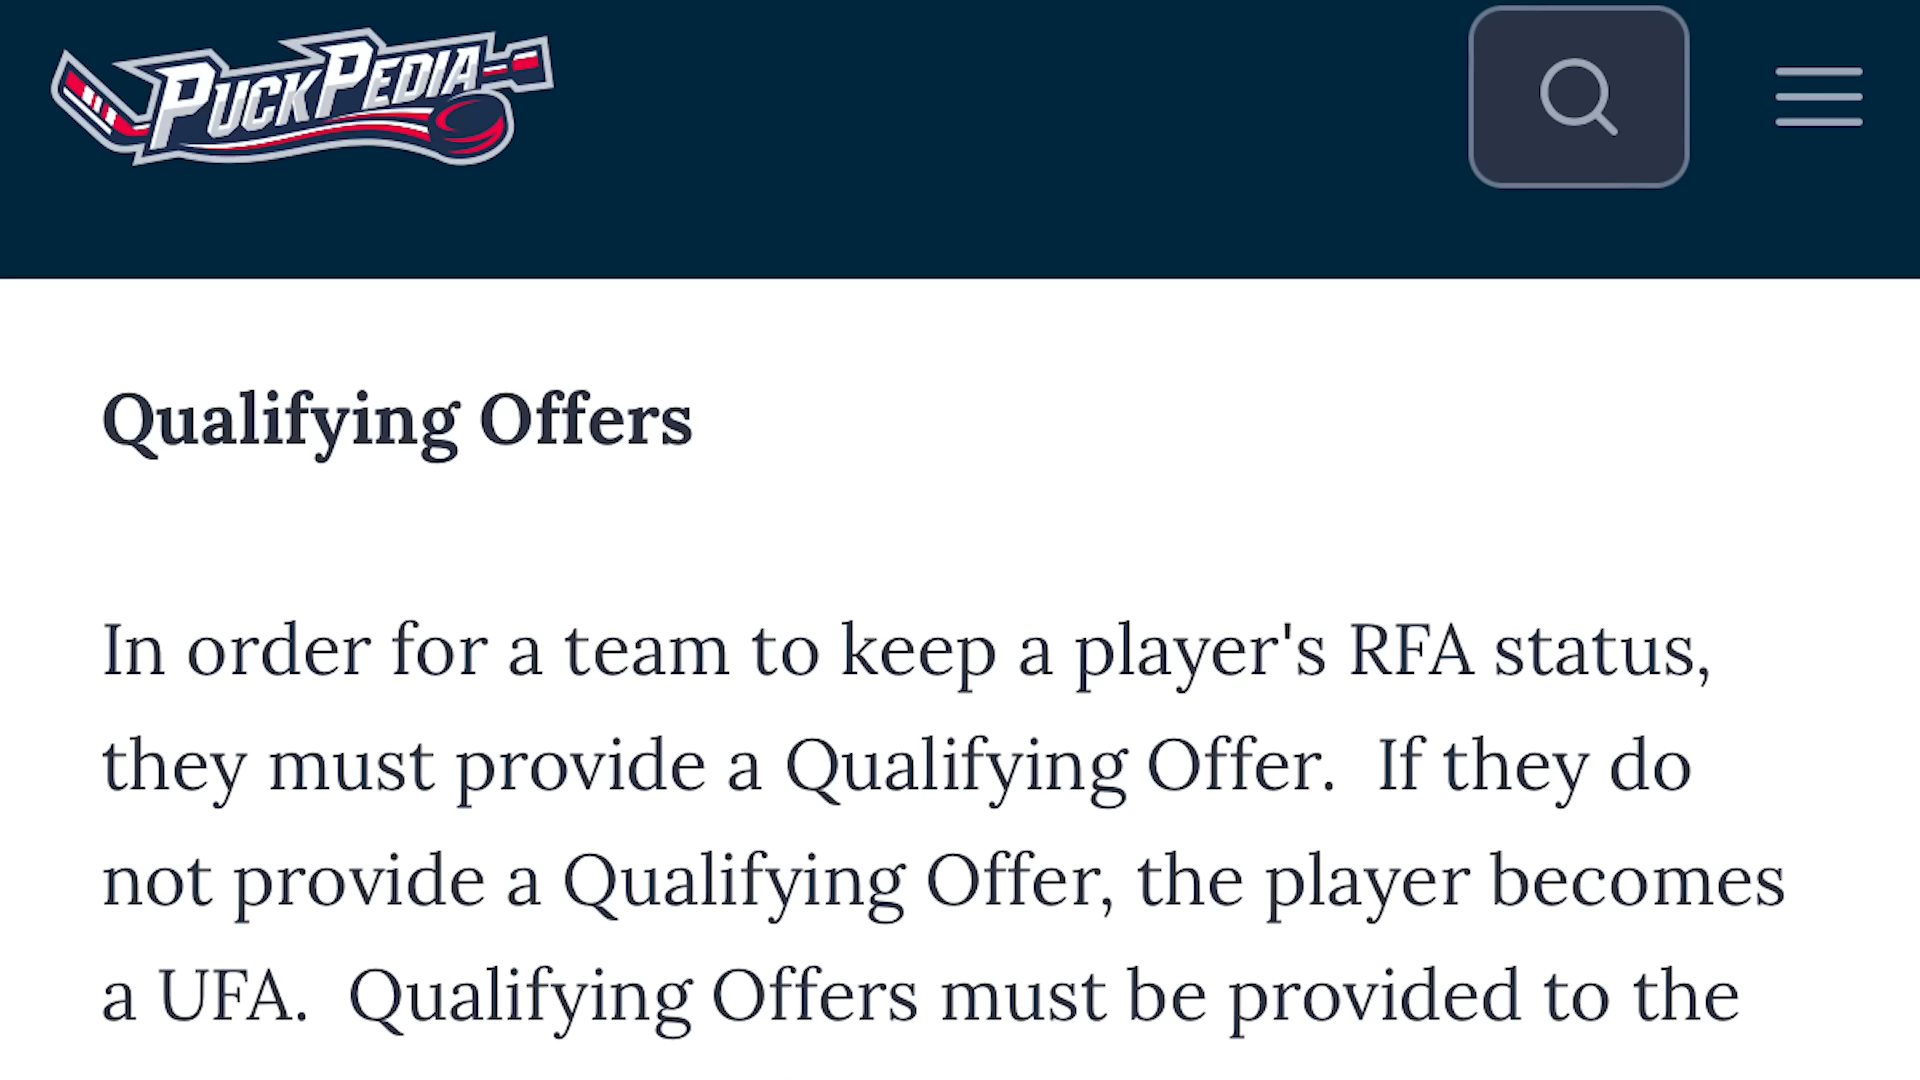 PUCKPEDIA
Qualifying Offers
In order for a team to keep a player's RFA status,
they must provide a Qualifying Offer.  If they do
not provide a Qualifying Offer, the player becomes
a UFA.  Qualifying Offers must be provided to the